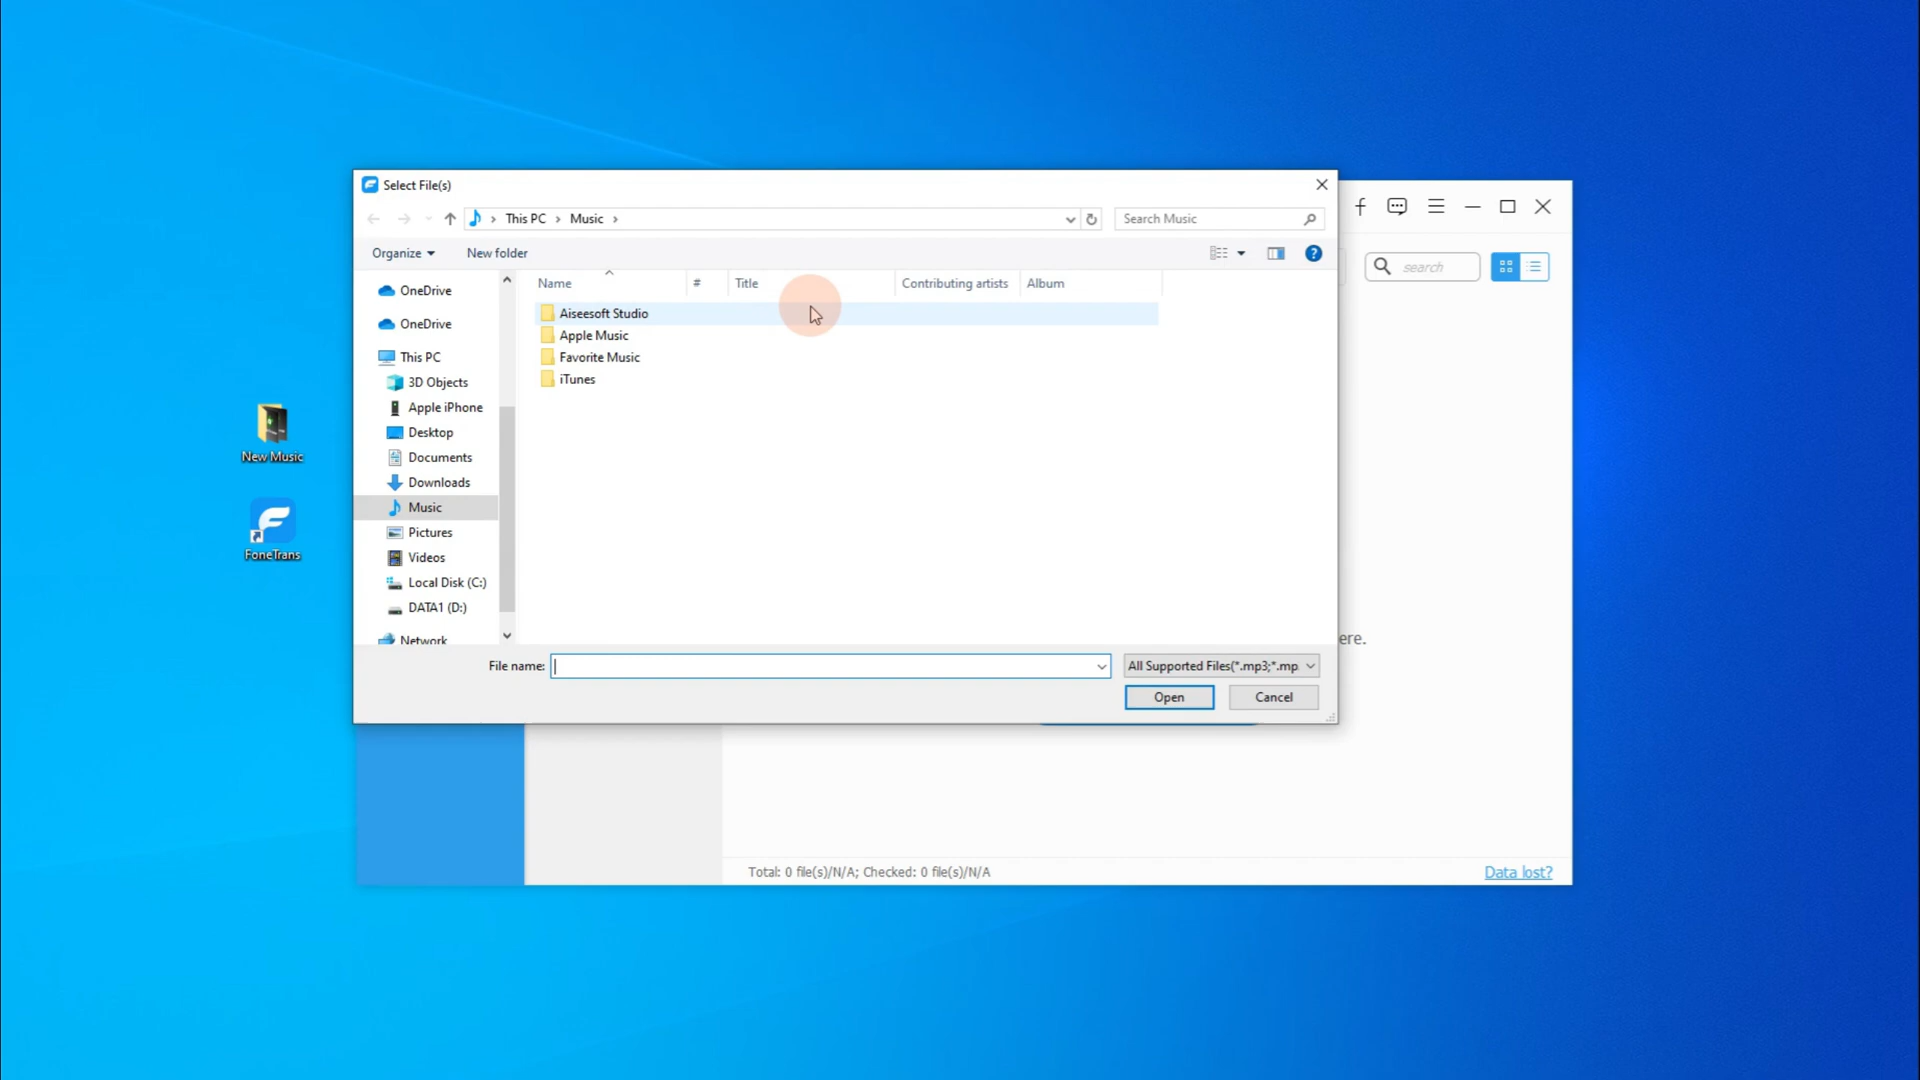 Select File(s)
This PC > Music >
Search Music
Organize
New folder
Name
#
Title
Contributing artists
Album
OneDrive
OneDrive
This PC
3D Objects
Apple iPhone
Desktop
Documents
Downloads
Music
Pictures
Videos
Local Disk (C:)
DATA1 (D:)
Network
Aiseesoft Studio
Apple Music
Favorite Music
iTunes
File name:
All Supported Files(*.mp3;*.mp
Open
Cancel
search
ere.
Total: 0 file(s)/N/A; Checked: 0 file(s)/N/A
Data lost?
New Music
FoneTrans